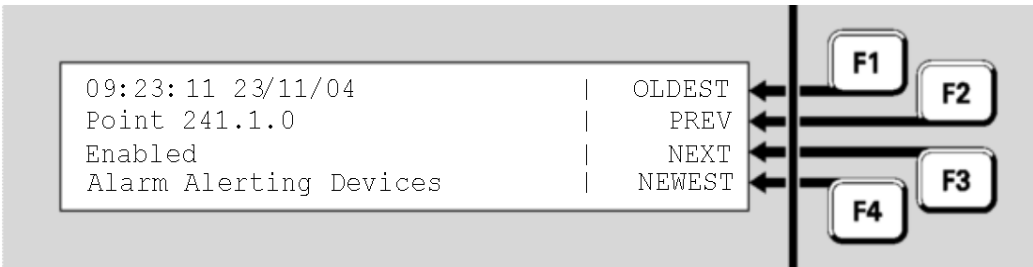 09:23:11 23/11/04 | OLDEST
Point 241.1.0 | PREV
Enabled | NEXT
Alarm Alerting Devices | NEWEST
F1
F2
F3
F4